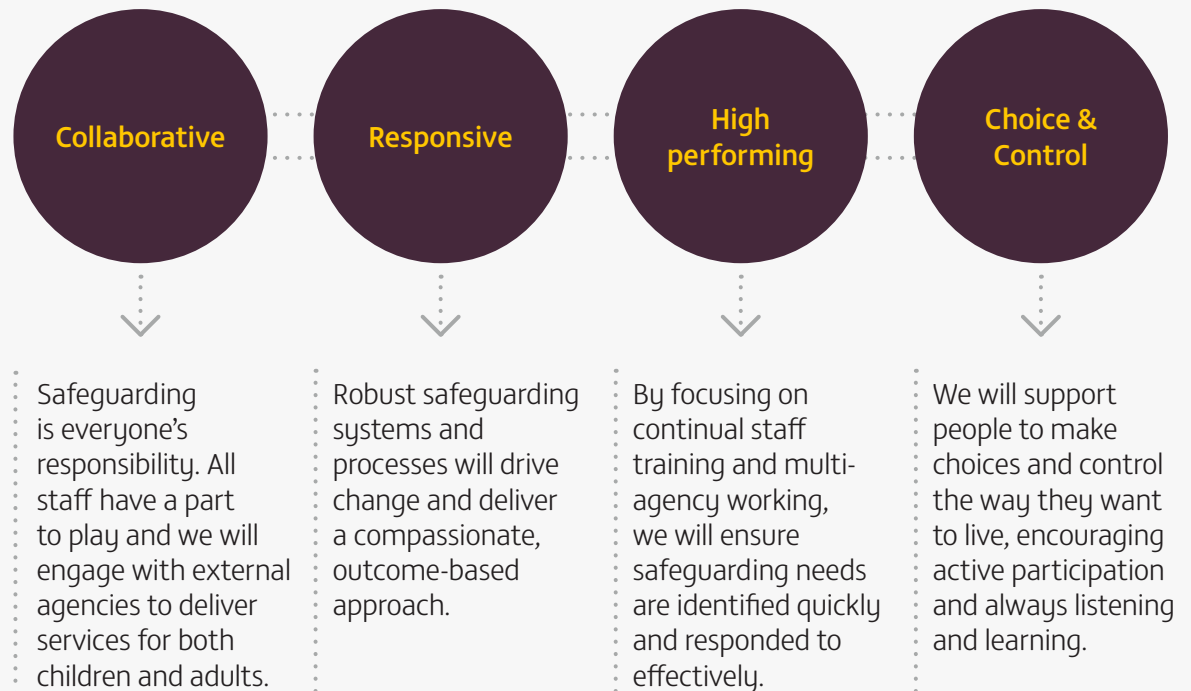 Collaborative
Responsive
High
performing
Choice &
Control
Safeguarding
is everyone’s
responsibility. All
staff have a part
to play and we will
engage with external
agencies to deliver
services for both
children and adults.
Robust safeguarding
systems and
processes will drive
change and deliver
a compassionate,
outcome-based
approach.
By focusing on
continual staff
training and multi-
agency working,
we will ensure
safeguarding needs
are identified quickly
and responded to
effectively.
We will support
people to make
choices and control
the way they want
to live, encouraging
active participation
and always listening
and learning.